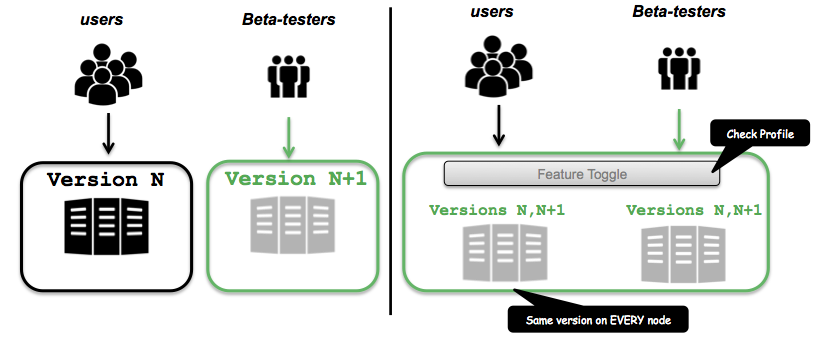 users
Beta-testers
Version N
Version N+1
users
Beta-testers
Check Profile
Feature Toggle
Versions N,N+1
Versions N,N+1
Same version on EVERY node